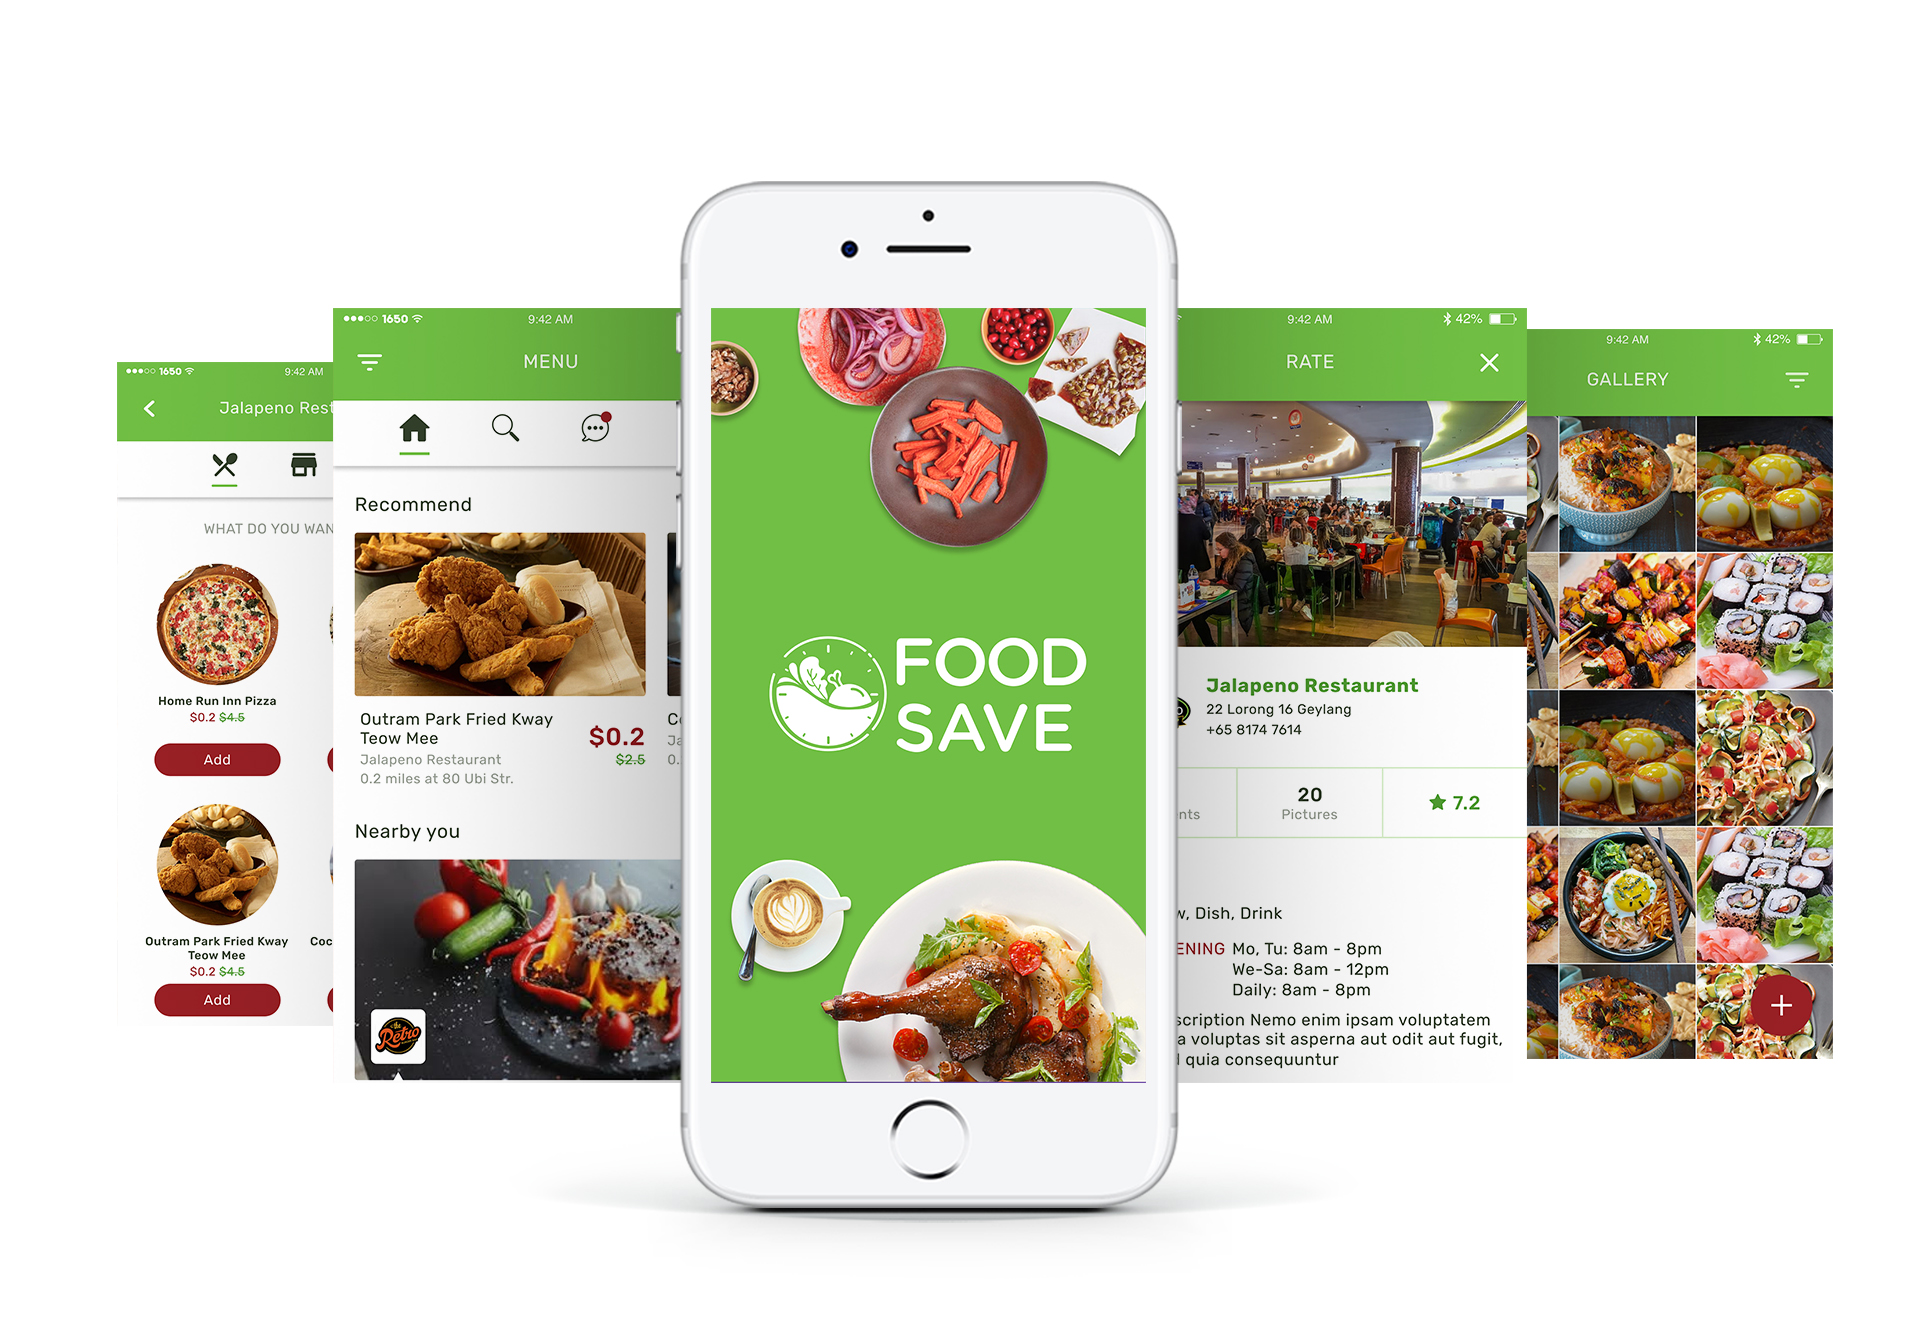 1650
9:42 AM
Jalapeno Rest
WHAT DO YOU WAN
Home Run Inn Pizza
$0.2 $4.5
Add
Outram Park Fried Kway
Teow Mee
$0.2 $4.5
Add
Coc
1650
9:42 AM
MENU
Recommend
Outram Park Fried Kway
Teow Mee
$0.2
Jalapeno Restaurant
$2.5
0.2 miles at 80 Ubi Str.
Co
Ja
0.
Nearby you
the
Retro
FOOD
SAVE
9:42 AM
42%
RATE
Jalapeno Restaurant
22 Lorong 16 Geylang
+65 8174 7614
nts
20
Pictures
7.2
w, Dish, Drink
ENING Mo, Tu: 8am - 8pm
We-Sa: 8am - 12pm
Daily: 8am - 8pm
scription Nemo enim ipsam voluptatem
a voluptas sit asperna aut odit aut fugit,
quia consequuntur
9:42 AM
42%
GALLERY